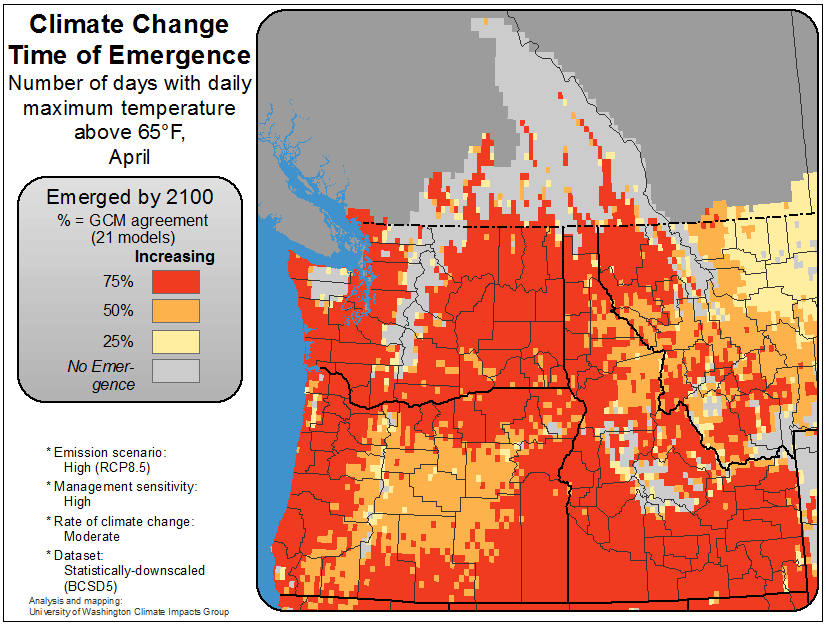 Climate Change
Time of Emergence
Number of days with daily
maximum temperature
above 65°F,
April
Emerged by 2100
% = GCM agreement
(21 models)
Increasing
75%
50%
25%
No Emer-
gence
* Emission scenario:
High (RCP8.5)
* Management sensitivity:
High
* Rate of climate change:
Moderate
* Dataset:
Statistically-downscaled
(BCSD5)
Analysis and mapping:
University of Washington Climate Impacts Group